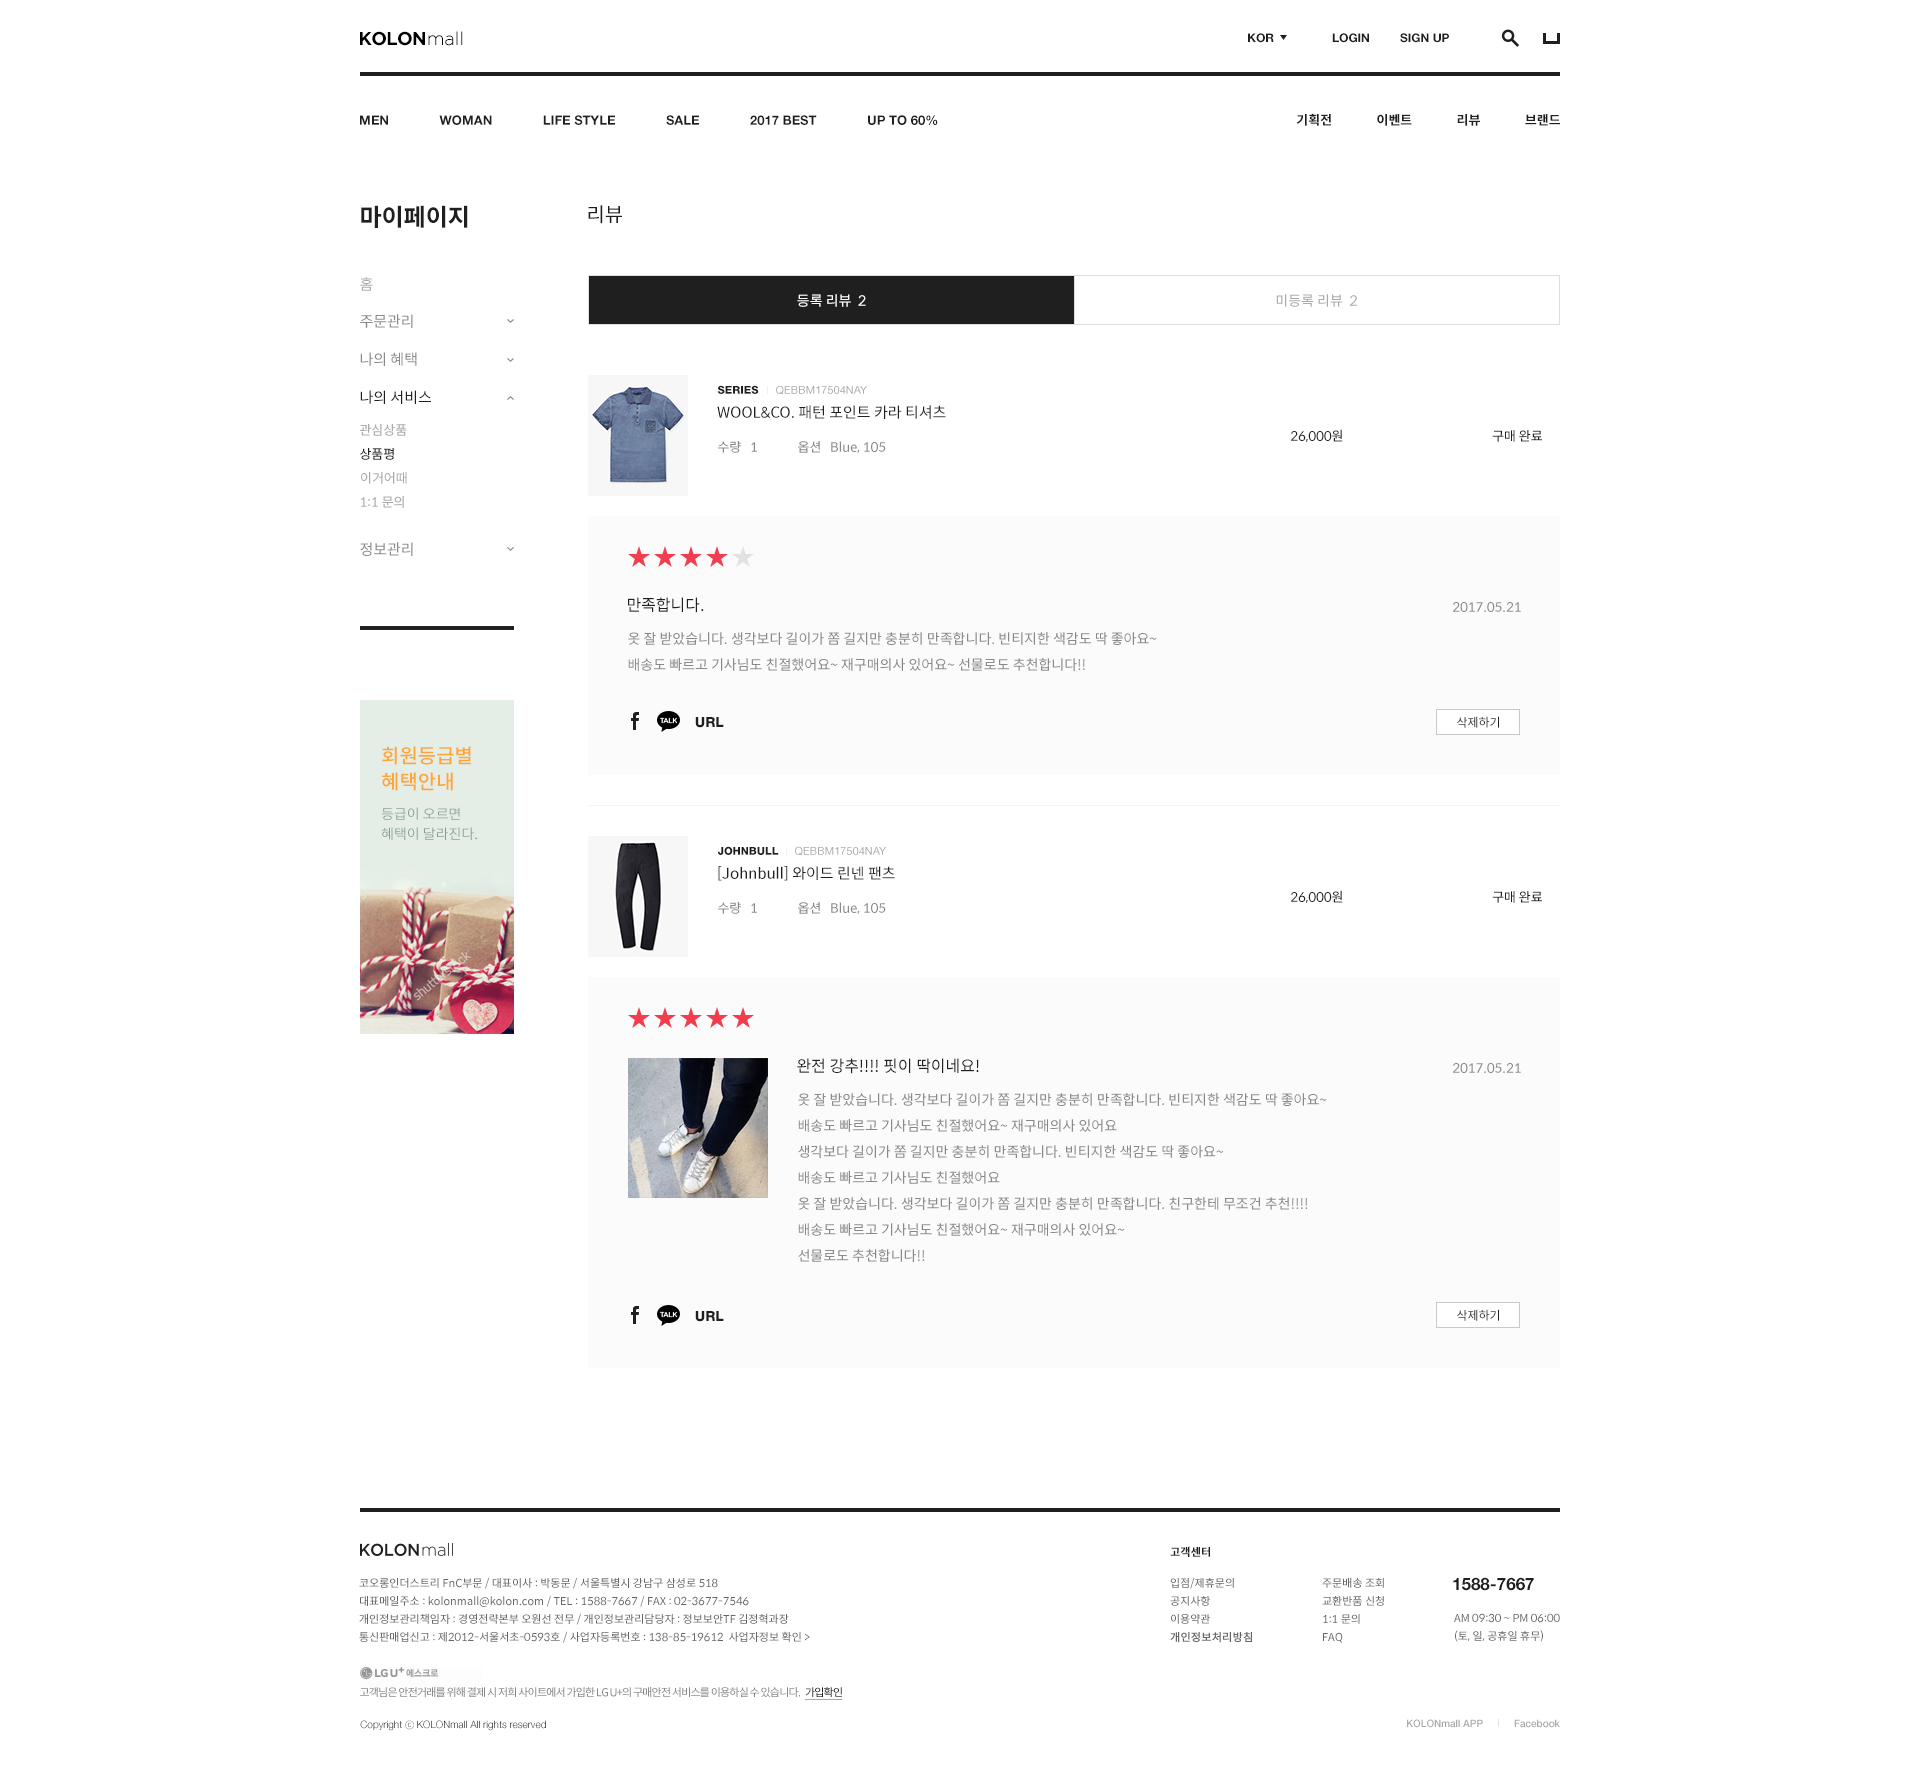 KOLONmall
KOR
LOGIN
SIGN UP
MEN
WOMAN
LIFE STYLE
SALE
2017 BEST
UP TO 60%
기획전
이벤트
리뷰
브랜드
마이페이지
홈
주문관리
나의 혜택
나의 서비스
관심상품
상품평
이거어때
1:1 문의
정보관리
회원등급별
혜택안내
등급이 오르면
혜택이 달라진다.
shutterstock
리뷰
등록 리뷰 2
미등록 리뷰 2
SERIES | QEBBM17504NAY
WOOL&CO. 패턴 포인트 카라 티셔츠
수량 1 옵션 Blue, 105
26,000원
구매 완료
만족합니다.
2017.05.21
옷 잘 받았습니다. 생각보다 길이가 쫌 길지만 충분히 만족합니다. 빈티지한 색감도 딱 좋아요~
배송도 빠르고 기사님도 친절했어요~ 재구매의사 있어요~ 선물로도 추천합니다!!
f TALK URL
삭제하기
JOHNBULL | QEBBM17504NAY
[Johnbull] 와이드 린넨 팬츠
수량 1 옵션 Blue, 105
26,000원
구매 완료
완전 강추!!!! 핏이 딱이네요!
2017.05.21
옷 잘 받았습니다. 생각보다 길이가 쫌 길지만 충분히 만족합니다. 빈티지한 색감도 딱 좋아요~
배송도 빠르고 기사님도 친절했어요~ 재구매의사 있어요
생각보다 길이가 쫌 길지만 충분히 만족합니다. 빈티지한 색감도 딱 좋아요~
배송도 빠르고 기사님도 친절했어요
옷 잘 받았습니다. 생각보다 길이가 쫌 길지만 충분히 만족합니다. 친구한테 무조건 추천!!!!
배송도 빠르고 기사님도 친절했어요~ 재구매의사 있어요~
선물로도 추천합니다!!
f TALK URL
삭제하기
KOLONmall
코오롱인더스트리 FnC부문 / 대표이사 : 박동문 / 서울특별시 강남구 삼성로 518
대표메일주소 : kolonmall@kolon.com / TEL : 1588-7667 / FAX : 02-3677-7546
개인정보관리책임자 : 경영전략본부 오원선 전무 / 개인정보관리담당자 : 정보보안TF 김정혁과장
통신판매업신고 : 제2012-서울서초-0593호 / 사업자등록번호 : 138-85-19612 사업자정보 확인 >
LG U+ 에스크로
고객님은 안전거래를 위해 결제 시 저희 사이트에서 가입한 LG U+의 구매안전 서비스를 이용하실 수 있습니다. 가입확인
Copyright ⓒ KOLONmall All rights reserved
고객센터
입점/제휴문의
공지사항
이용약관
개인정보처리방침
주문배송 조회
교환반품 신청
1:1 문의
FAQ
1588-7667
AM 09:30 ~ PM 06:00
(토, 일, 공휴일 휴무)
KOLONmall APP | Facebook